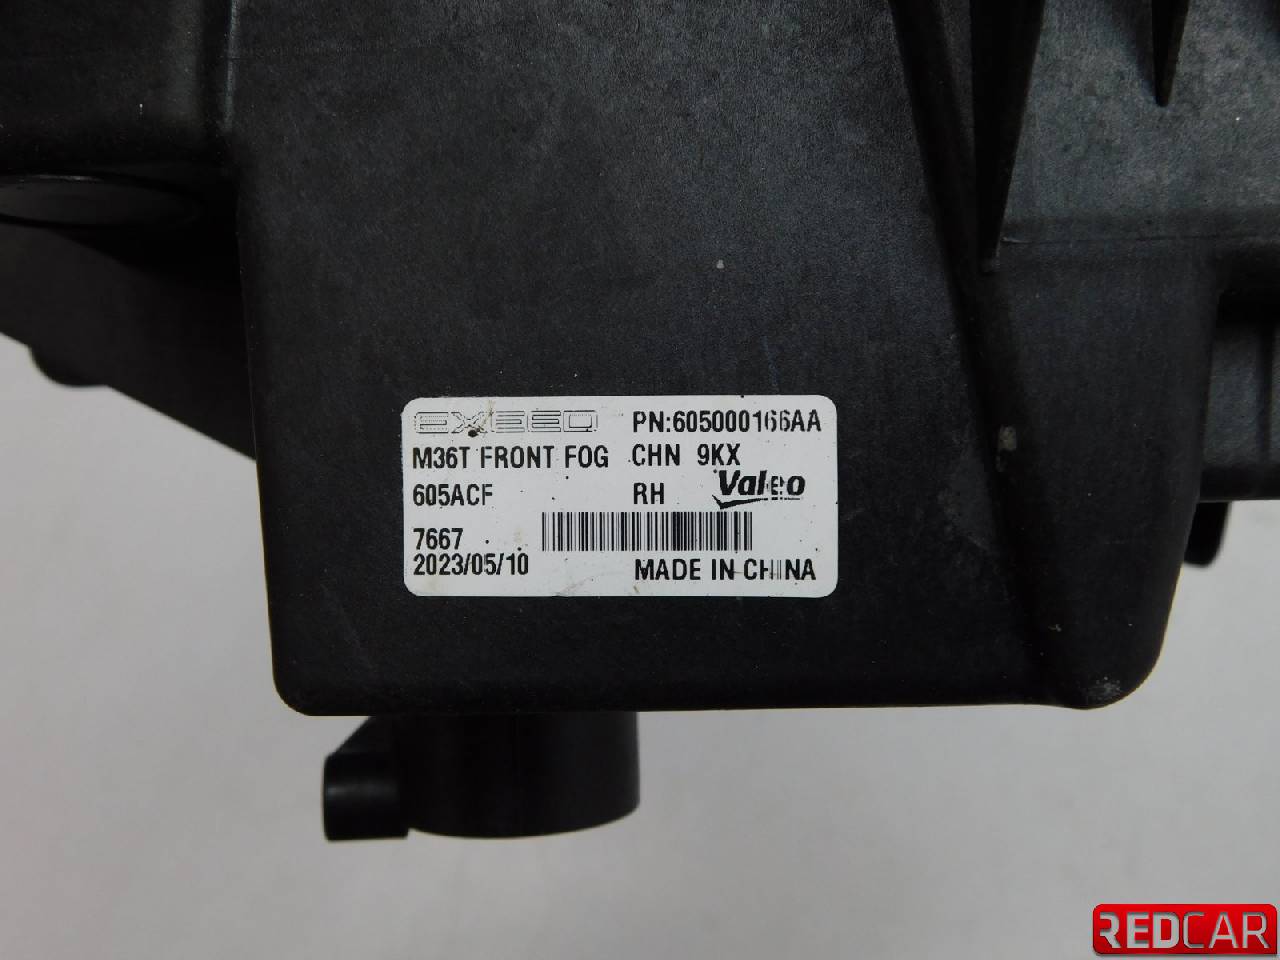 EXEED PN:605000166AA
M36T FRONT FOG CHN 9KX
605ACF RH Valeo
7667
2023/05/10 MADE IN CHINA
REDCAR